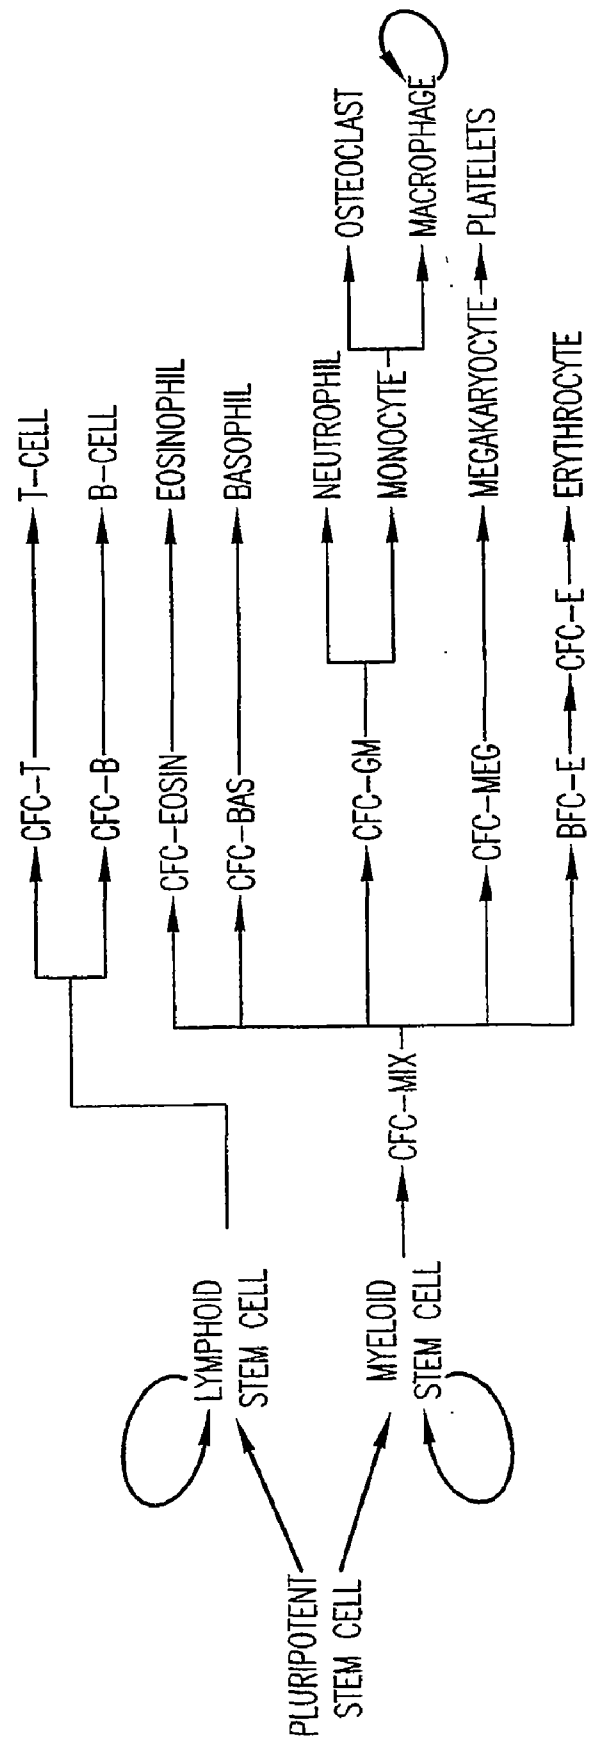 PLURIPOTENT
STEM CELL
LYMPHOID
STEM CELL
MYELOID
STEM CELL
CFC-MIX
CFC-T
CFC-B
CFC-EOSIN
CFC-BAS
CFC-GM
CFC-MEG
BFC-E
CFC-E
T-CELL
B-CELL
EOSINOPHIL
BASOPHIL
NEUTROPHIL
MONOCYTE
MEGAKARYOCYTE
ERYTHROCYTE
OSTEOCLAST
MACROPHAGE
PLATELETS